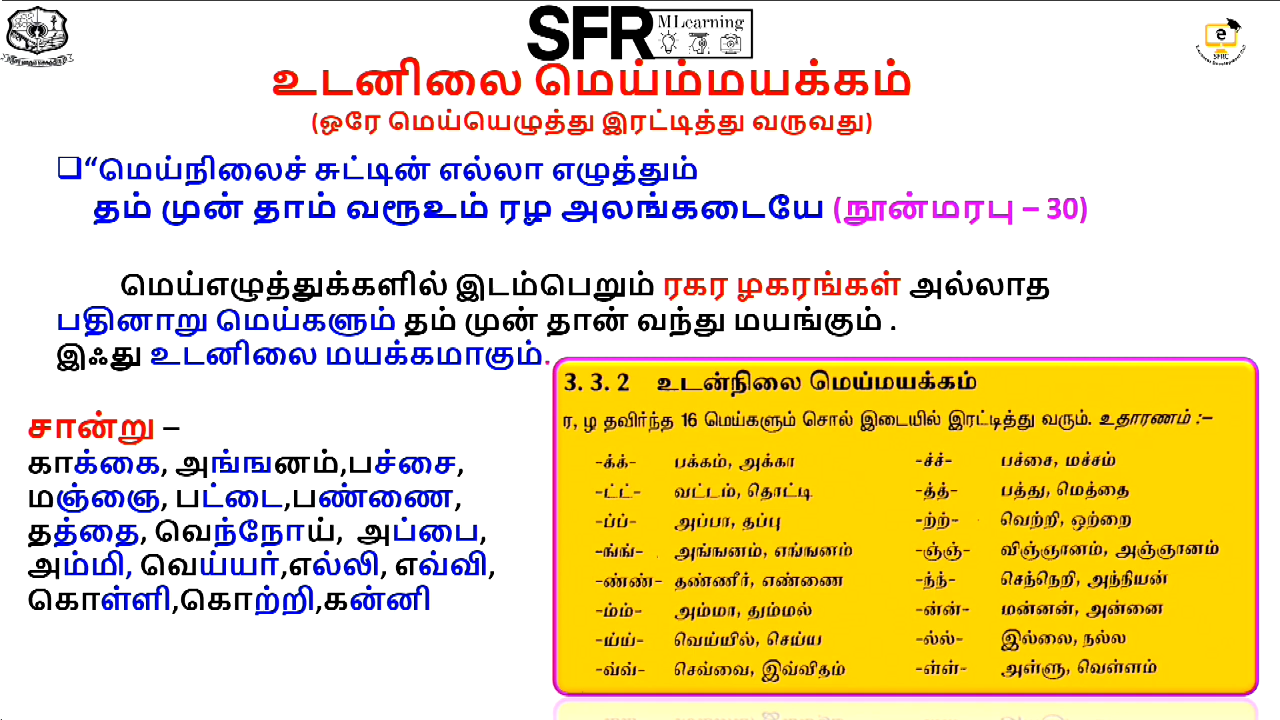 SFR MLearning
உடனிலை மெய்ம்மயக்கம்
(ஒரே மெய்யெழுத்து இரட்டித்து வருவது)
❑“மெய்நிலைச் சுட்டின் எல்லா எழுத்தும்
தம் முன் தாம் வரூஉம் ரழ அலங்கடையே (நூன்மரபு – 30)
மெய்எழுத்துக்களில் இடம்பெறும் ரகர ழகரங்கள் அல்லாத
பதினாறு மெய்களும் தம் முன் தான் வந்து மயங்கும் .
இஃது உடனிலை மயக்கமாகும்.
சான்று –
காக்கை, அங்ஙனம்,பச்சை,
மஞ்ஞை, பட்டை,பண்ணை,
தத்தை, வெந்நோய், அப்பை,
அம்மி, வெய்யர்,எல்லி, எவ்வி,
கொள்ளி,கொற்றி,கன்னி
3. 3. 2 உடன்நிலை மெய்மயக்கம்
ர, ழ தவிர்ந்த 16 மெய்களும் சொல் இடையில் இரட்டித்து வரும். உதாரணம் :–
-க்க்- பக்கம், அக்கா -ச்ச்- பச்சை, மச்சம்
-ட்ட்- வட்டம், தொட்டி -த்த்- பத்து, மெத்தை
-ப்ப்- அப்பா, தப்பு -ற்ற்- வெற்றி, ஒற்றை
-ங்ங்- அங்ஙனம், எங்ஙனம் -ஞ்ஞ்- விஞ்ஞானம், அஞ்ஞானம்
-ண்ண்- தண்ணீர், எண்ணை -ந்ந்- செந்நெறி, அந்நியன்
-ம்ம்- அம்மா, தும்மல் -ன்ன்- மன்னன், அன்னை
-ய்ய்- வெய்யில், செய்ய -ல்ல்- இல்லை, நல்ல
-வ்வ்- செவ்வை, இவ்விதம் -ள்ள்- அள்ளு, வெள்ளம்